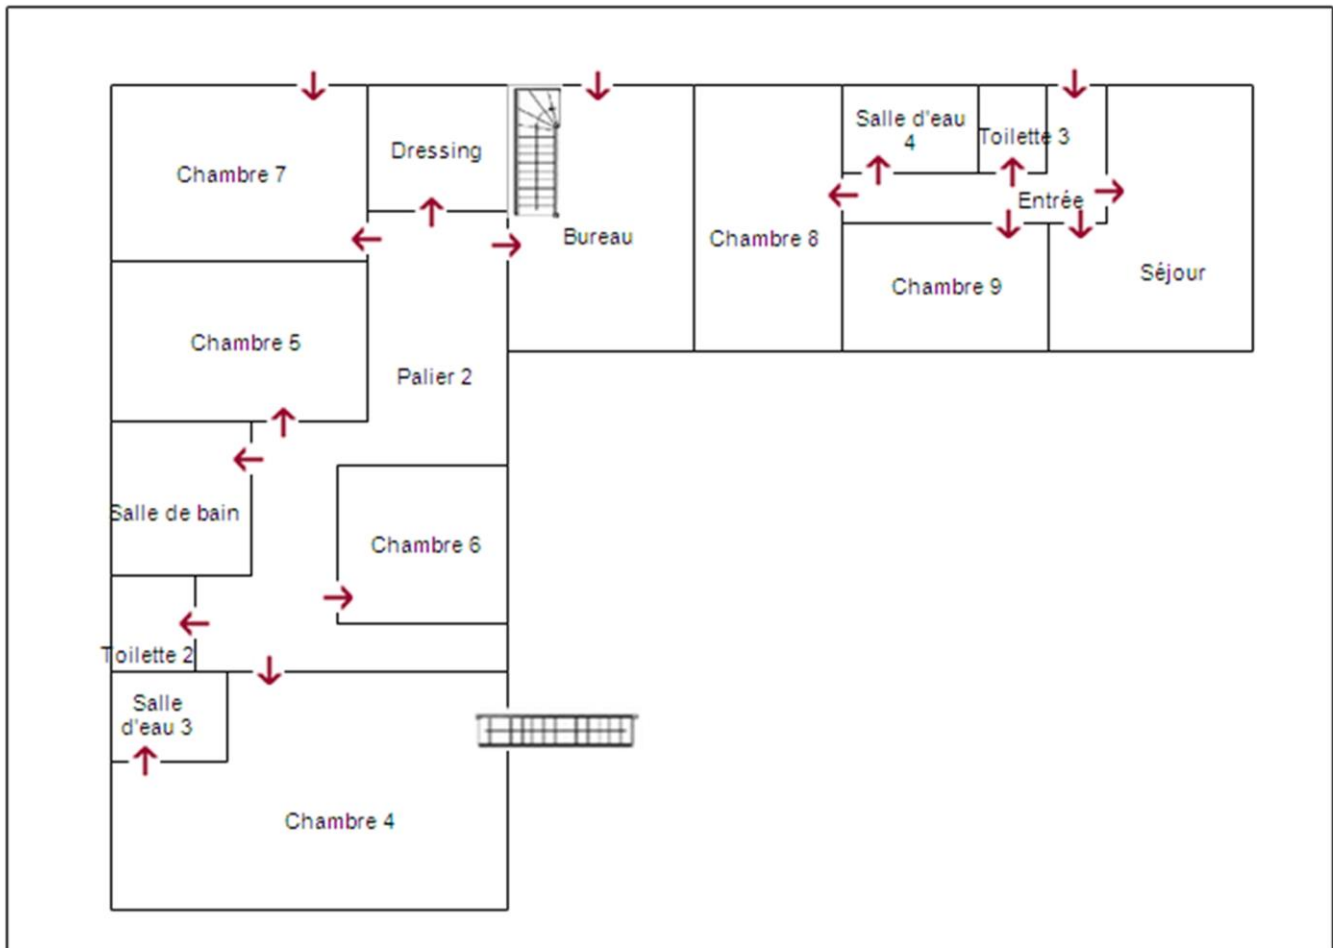 Chambre 7
Dressing
Bureau
Chambre 8
Salle d'eau
4
Toilette 3
Entrée
Chambre 9
Séjour
Chambre 5
Palier 2
Salle de bain
Chambre 6
Toilette 2
Salle
d'eau 3
Chambre 4